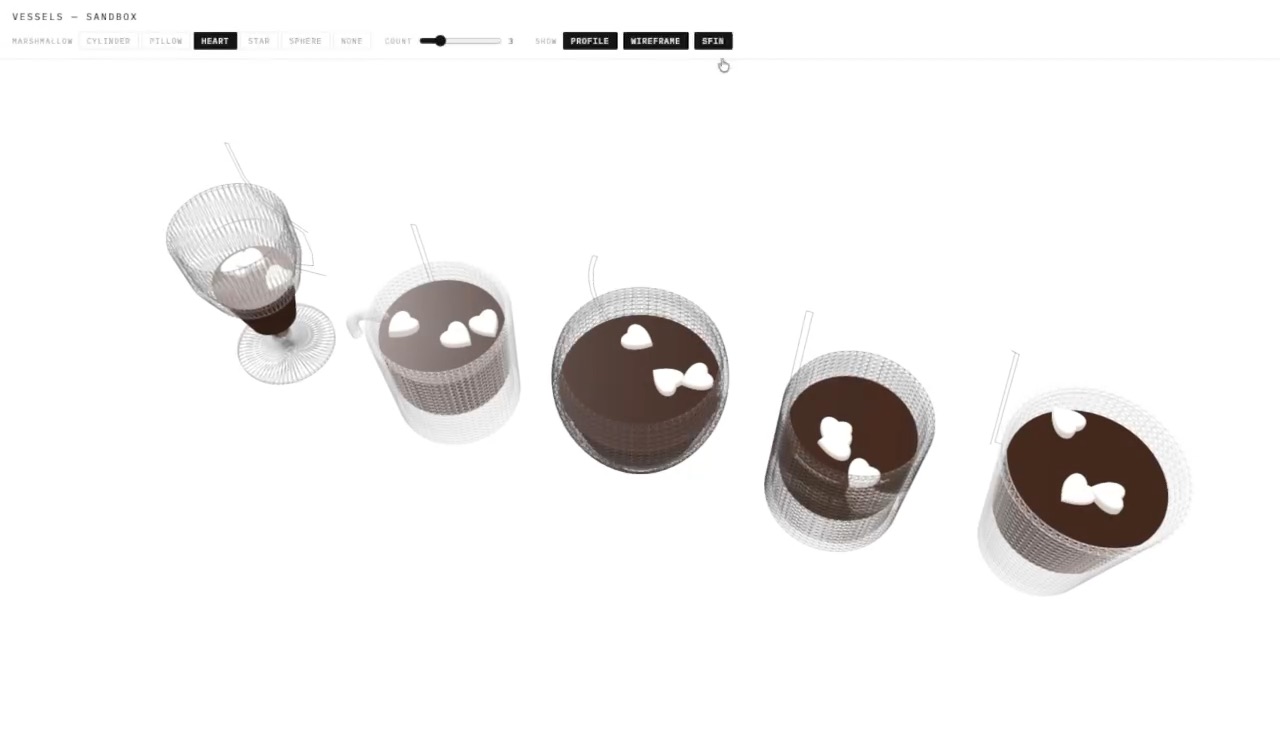 VESSELS — SANDBOX
MARSHMALLOW CYLINDER PILLOW HEART STAR SPHERE NONE COUNT 3 SHOW PROFILE WIREFRAME SPIN